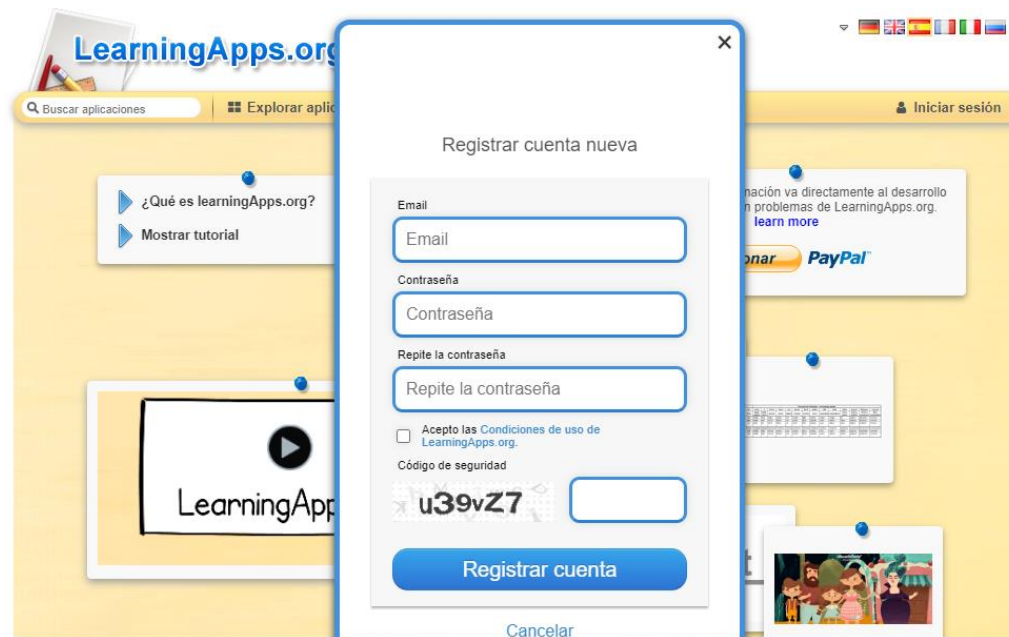 LearningApps.org
Buscar aplicaciones
Explorar aplic
Iniciar sesión
¿Qué es learningApps.org?
Mostrar tutorial
Registrar cuenta nueva
Email
Email
Contraseña
Contraseña
Repite la contraseña
Repite la contraseña
Acepto las Condiciones de uso de
LearningApps.org.
Código de seguridad
u39vZ7
Registrar cuenta
Cancelar
nación va directamente al desarrollo
n problemas de LearningApps.org.
learn more
onar
PayPal
LearningApp